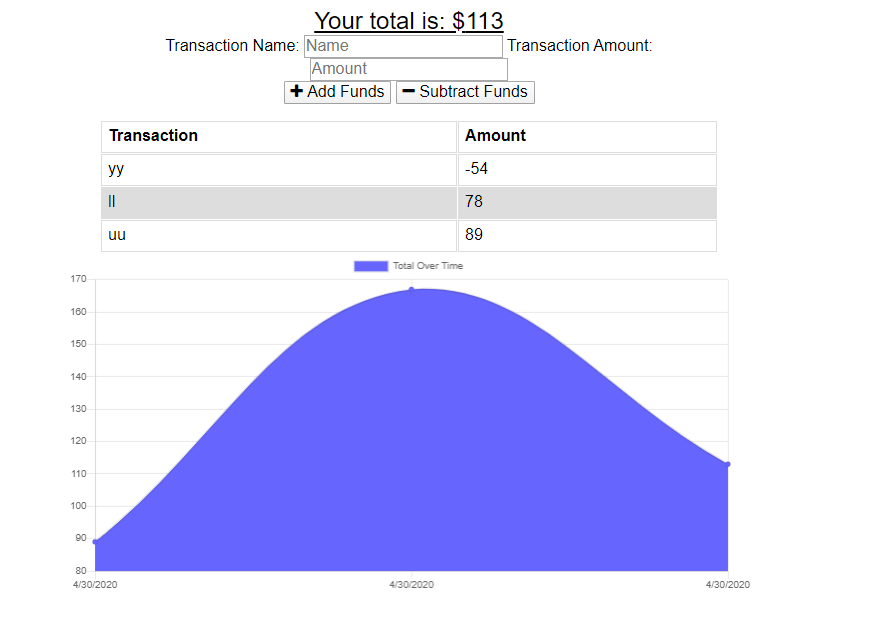 Your total is: $113
Transaction Name: Name Transaction Amount:
Amount
Add Funds Subtract Funds
Transaction Amount
yy -54
ll 78
uu 89
Total Over Time
170
160
150
140
130
120
110
100
90
80
4/30/2020 4/30/2020 4/30/2020